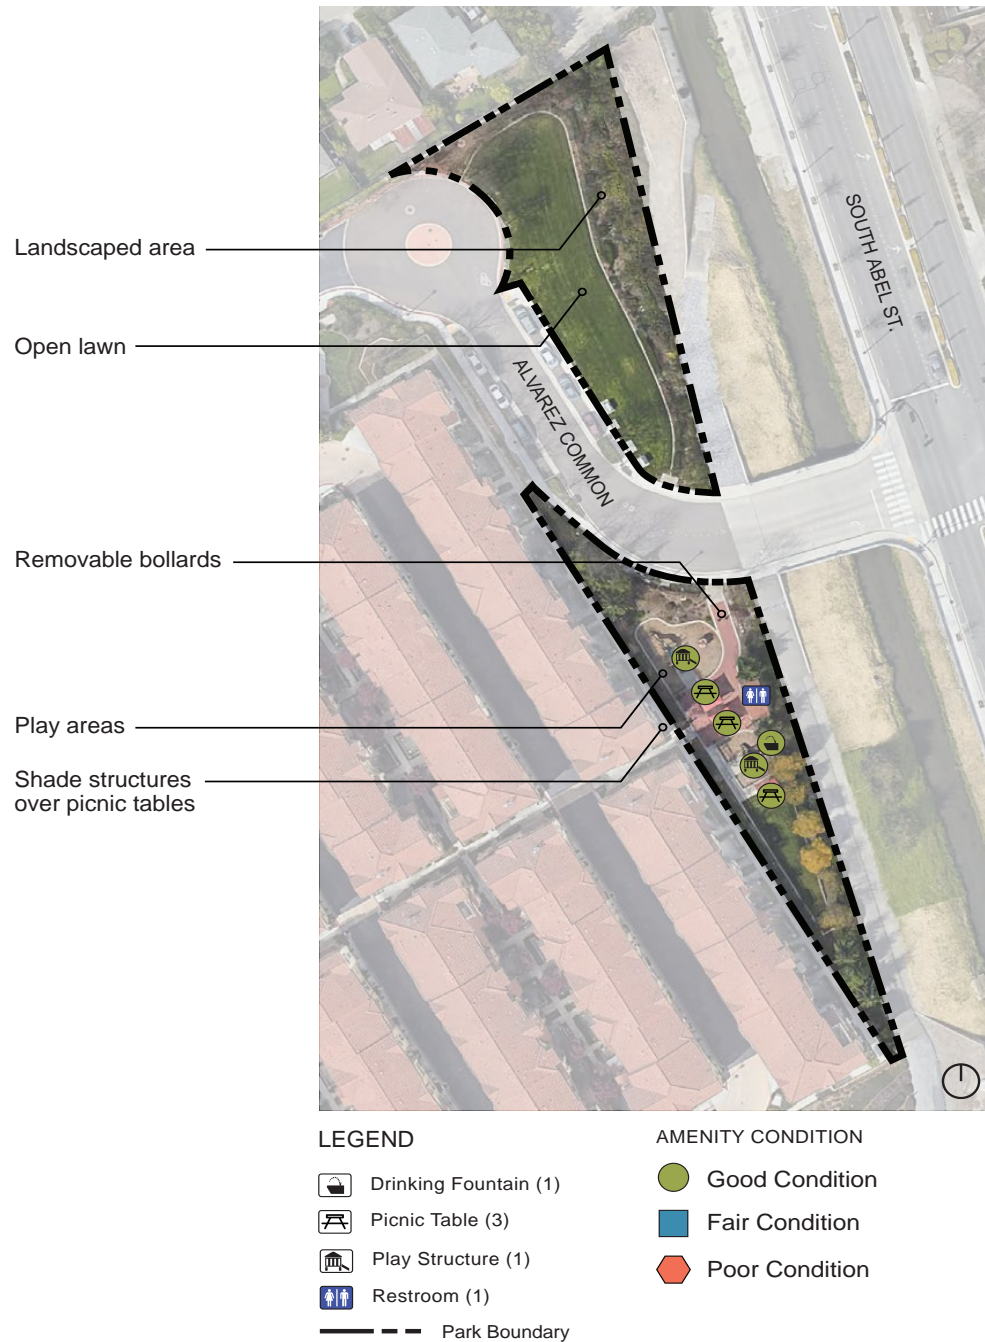 Landscaped area
Open lawn
Removable bollards
Play areas
Shade structures
over picnic tables
SOUTH ABEL ST.
ALVAREZ COMMON
LEGEND
Drinking Fountain (1)
Picnic Table (3)
Play Structure (1)
Restroom (1)
Park Boundary
AMENITY CONDITION
Good Condition
Fair Condition
Poor Condition